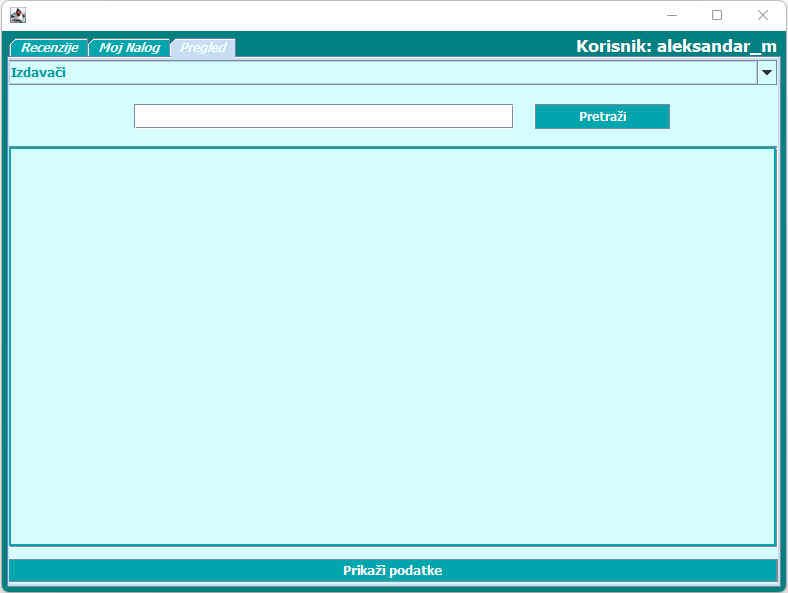 Recenzije Moj Nalog Pregled Korisnik: aleksandar_m
Izdavači
Pretraži
Prikaži podatke